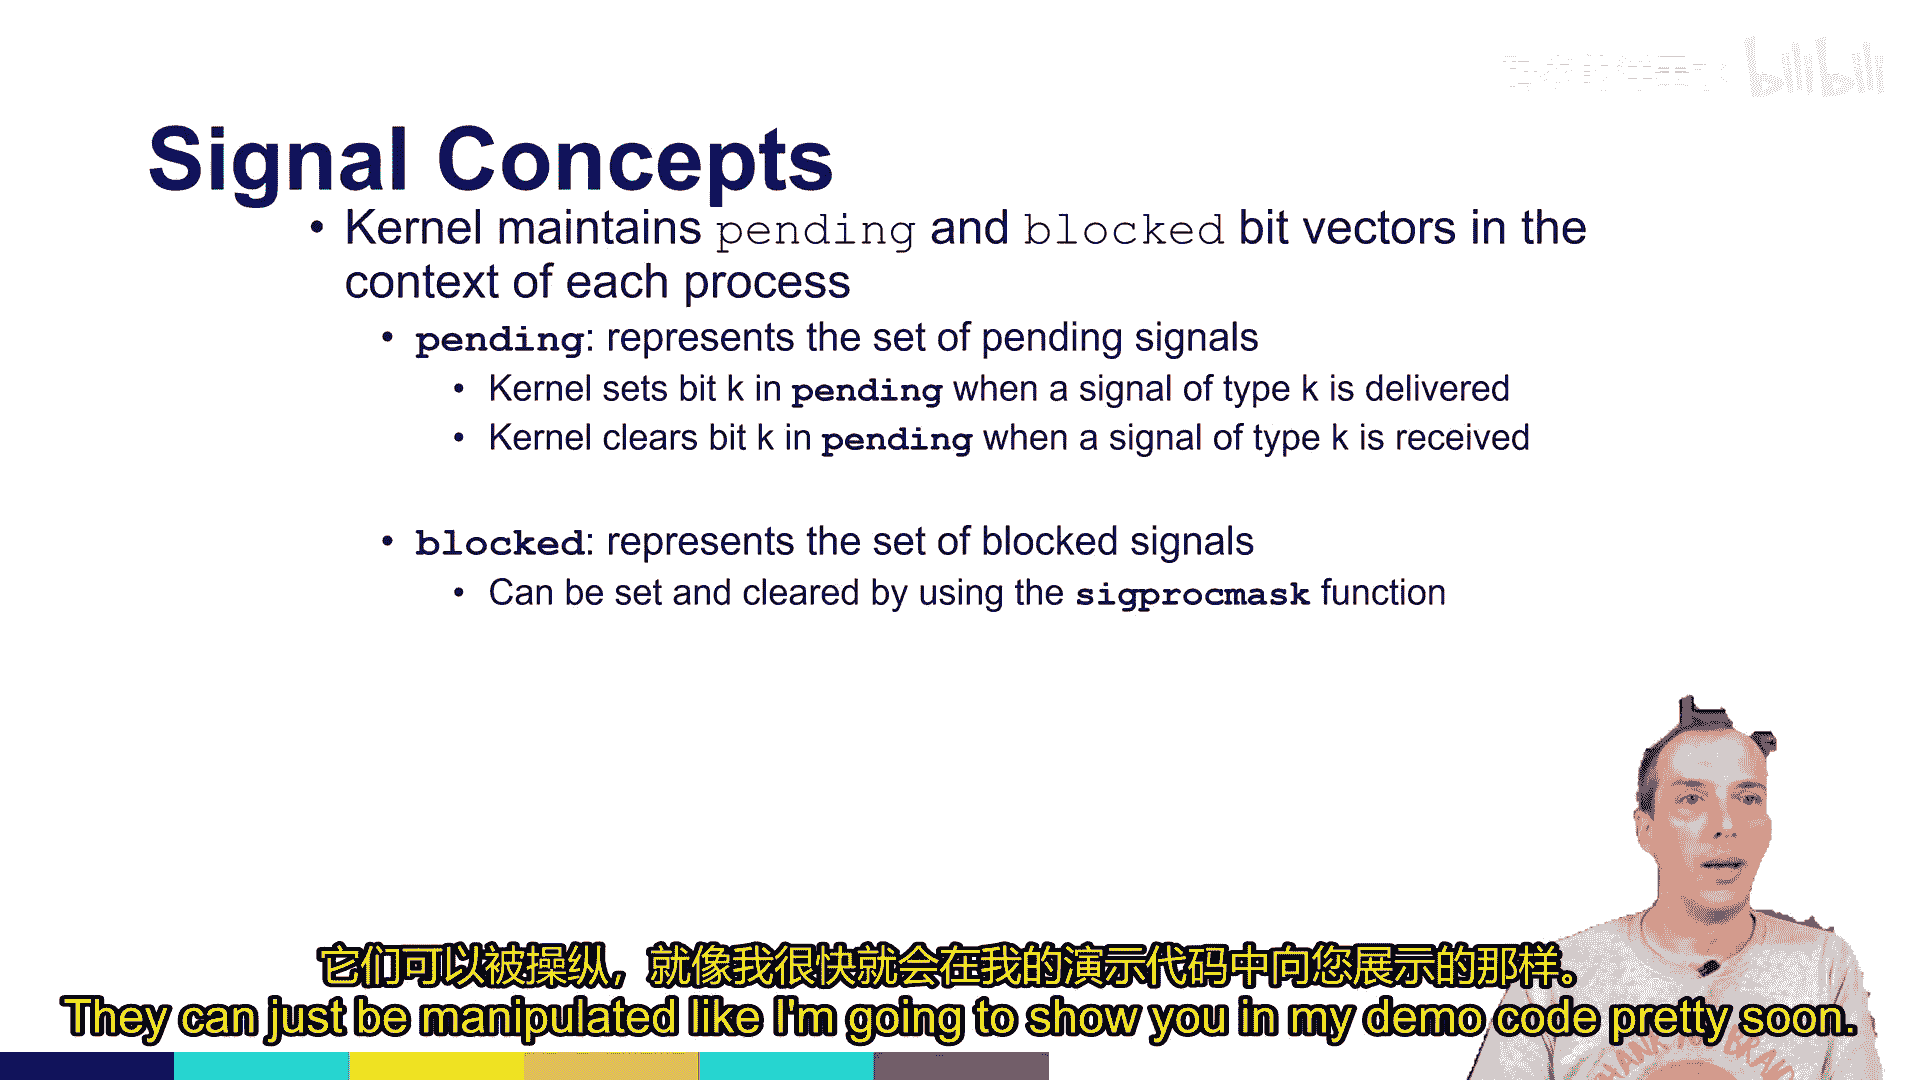 bilibili
Signal Concepts
• Kernel maintains pending and blocked bit vectors in the
context of each process
• pending: represents the set of pending signals
• Kernel sets bit k in pending when a signal of type k is delivered
• Kernel clears bit k in pending when a signal of type k is received
• blocked: represents the set of blocked signals
• Can be set and cleared by using the sigprocmask function
它们可以被操纵，就像我很快就会在我的演示代码中向您展示的那样。
They can just be manipulated like I'm going to show you in my demo code pretty soon.